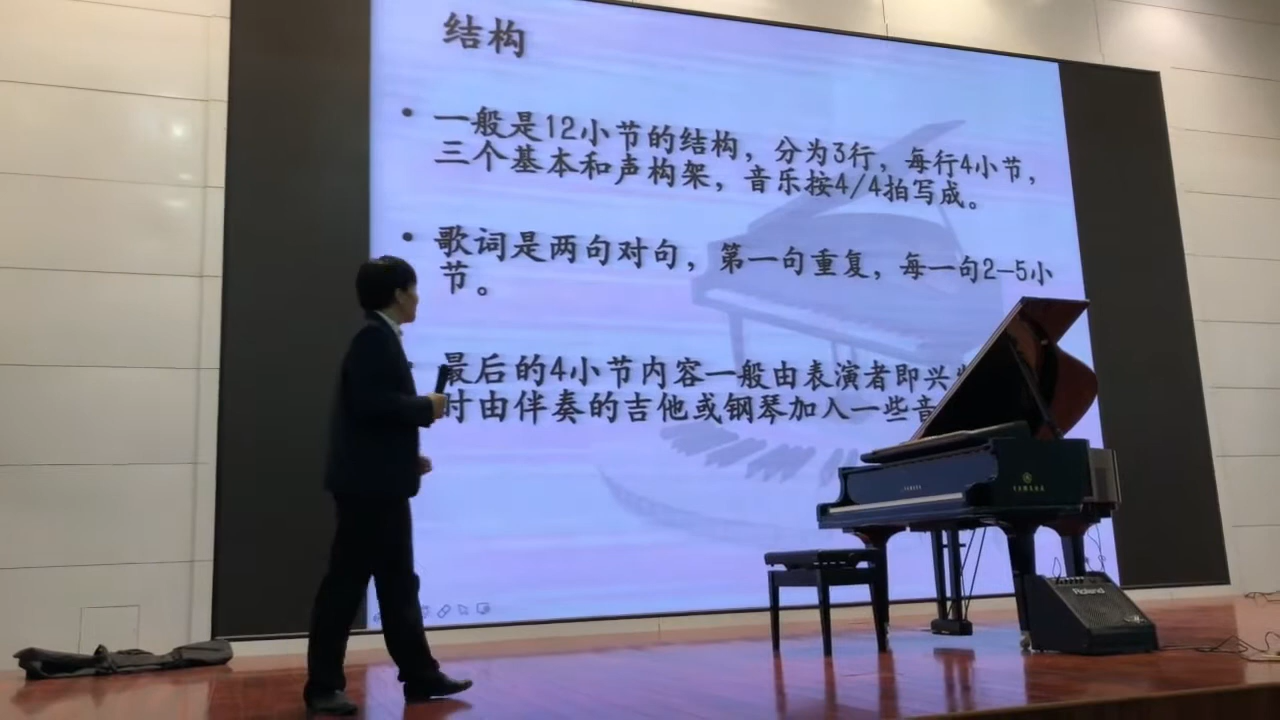 结构
一般是12小节的结构，分为3行，每行4小节，
三个基本和声构架，音乐按4/4拍写成。
歌词是两句对句，第一句重复，每一句2-5小
节。
最后的4小节内容一般由表演者即兴
时由伴奏的吉他或钢琴加入一些音
Roland